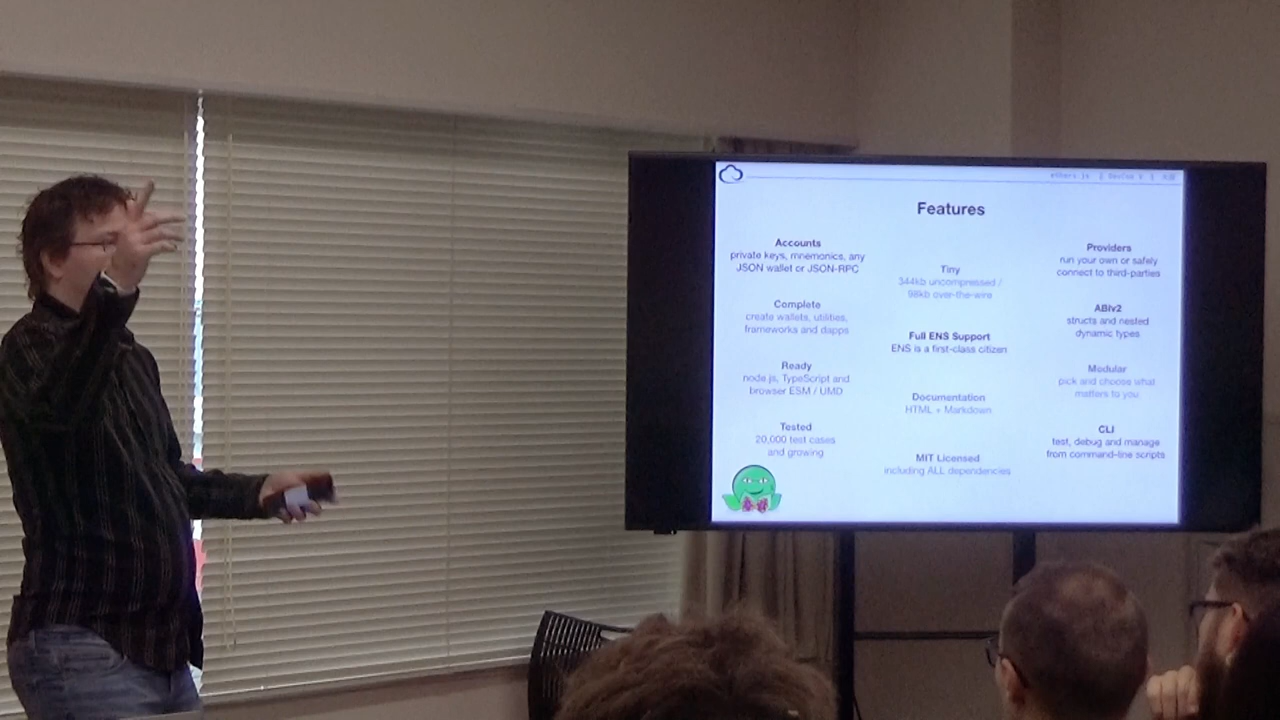 ethers.js | DevCon V |
Features
Accounts
private keys, mnemonics, any
JSON wallet or JSON-RPC
Complete
create wallets, utilities,
frameworks and dapps
Ready
node.js, TypeScript and
browser ESM / UMD
Tested
20,000 test cases
and growing
Tiny
344kb uncompressed /
98kb over-the-wire
Full ENS Support
ENS is a first-class citizen
Documentation
HTML + Markdown
MIT Licensed
including ALL dependencies
Providers
run your own or safely
connect to third-parties
ABIv2
structs and nested
dynamic types
Modular
pick and choose what
matters to you
CLI
test, debug and manage
from command-line scripts